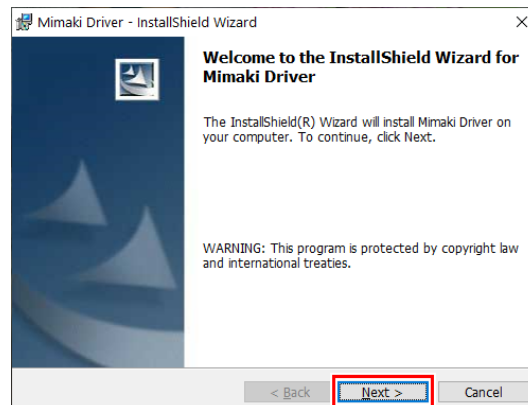 Mimaki Driver - InstallShield Wizard
Welcome to the InstallShield Wizard for
Mimaki Driver
The InstallShield(R) Wizard will install Mimaki Driver on
your computer. To continue, click Next.
WARNING: This program is protected by copyright law
and international treaties.
< Back Next > Cancel